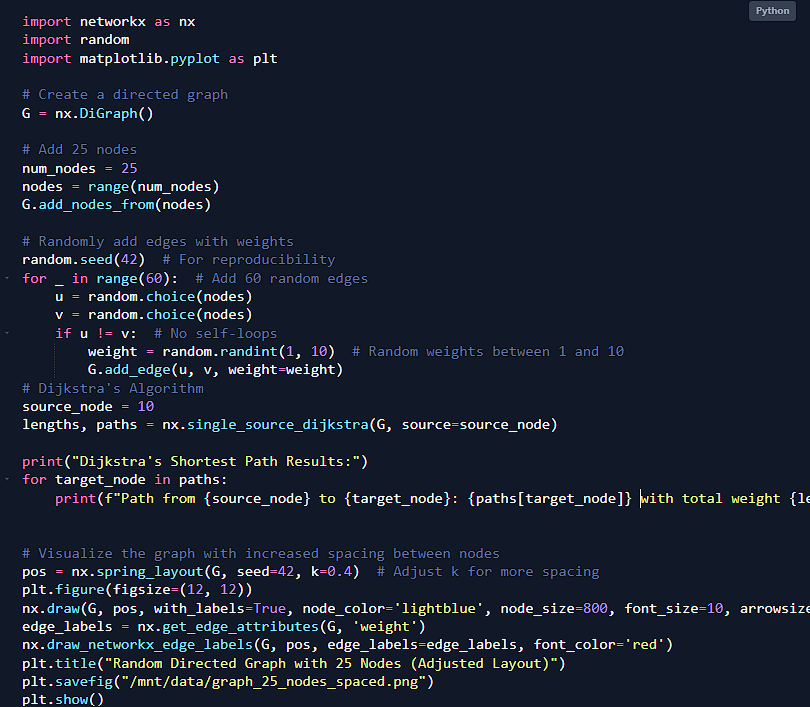 Python
import networkx as nx
import random
import matplotlib.pyplot as plt
# Create a directed graph
G = nx.DiGraph()
# Add 25 nodes
num_nodes = 25
nodes = range(num_nodes)
G.add_nodes_from(nodes)
# Randomly add edges with weights
random.seed(42)  # For reproducibility
for _ in range(60):  # Add 60 random edges
    u = random.choice(nodes)
    v = random.choice(nodes)
    if u != v:  # No self-loops
        weight = random.randint(1, 10)  # Random weights between 1 and 10
        G.add_edge(u, v, weight=weight)
# Dijkstra's Algorithm
source_node = 10
lengths, paths = nx.single_source_dijkstra(G, source=source_node)
print("Dijkstra's Shortest Path Results:")
for target_node in paths:
    print(f"Path from {source_node} to {target_node}: {paths[target_node]} with total weight {le
# Visualize the graph with increased spacing between nodes
pos = nx.spring_layout(G, seed=42, k=0.4)  # Adjust k for more spacing
plt.figure(figsize=(12, 12))
nx.draw(G, pos, with_labels=True, node_color='lightblue', node_size=800, font_size=10, arrowsize
edge_labels = nx.get_edge_attributes(G, 'weight')
nx.draw_networkx_edge_labels(G, pos, edge_labels=edge_labels, font_color='red')
plt.title("Random Directed Graph with 25 Nodes (Adjusted Layout)")
plt.savefig("/mnt/data/graph_25_nodes_spaced.png")
plt.show()